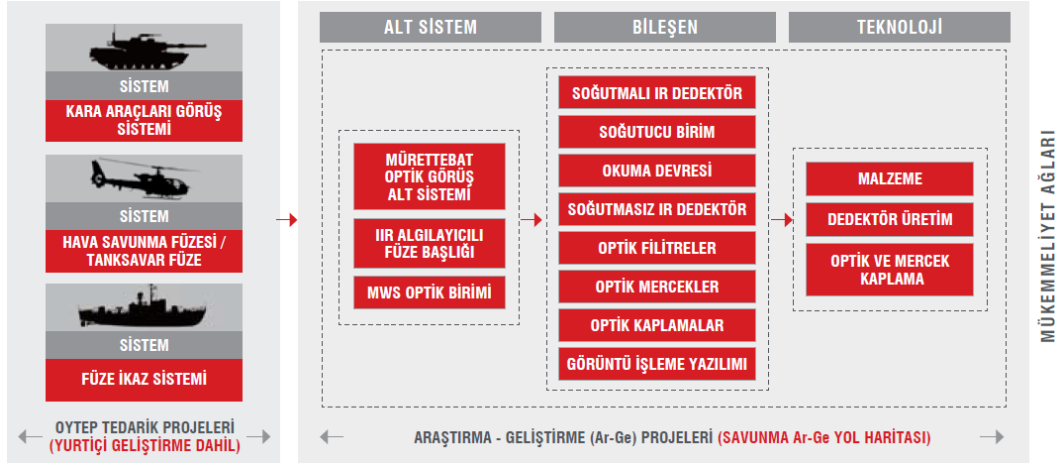 SİSTEM
KARA ARAÇLARI GÖRÜŞ
SİSTEMİ
SİSTEM
HAVA SAVUNMA FÜZESİ /
TANKSAVAR FÜZE
SİSTEM
FÜZE İKAZ SİSTEMİ
OYTEP TEDARİK PROJELERİ
(YURTİÇİ GELİŞTİRME DAHİL)
ALT SİSTEM
MÜRETTEBAT
OPTİK GÖRÜŞ
ALT SİSTEMİ
IIR ALGILAYICILI
FÜZE BAŞLIĞI
MWS OPTİK BİRİMİ
BİLEŞEN
SOĞUTMALI IR DEDEKTÖR
SOĞUTUCU BİRİM
OKUMA DEVRESİ
SOĞUTMASIZ IR DEDEKTÖR
OPTİK FİLİTRELER
OPTİK MERCEKLER
OPTİK KAPLAMALAR
GÖRÜNTÜ İŞLEME YAZILIMI
TEKNOLOJİ
MALZEME
DEDEKTÖR ÜRETİM
OPTİK VE MERCEK
KAPLAMA
ARAŞTIRMA - GELİŞTİRME (Ar-Ge) PROJELERİ (SAVUNMA Ar-Ge YOL HARİTASI)
MÜKEMMELİYET AĞLARI